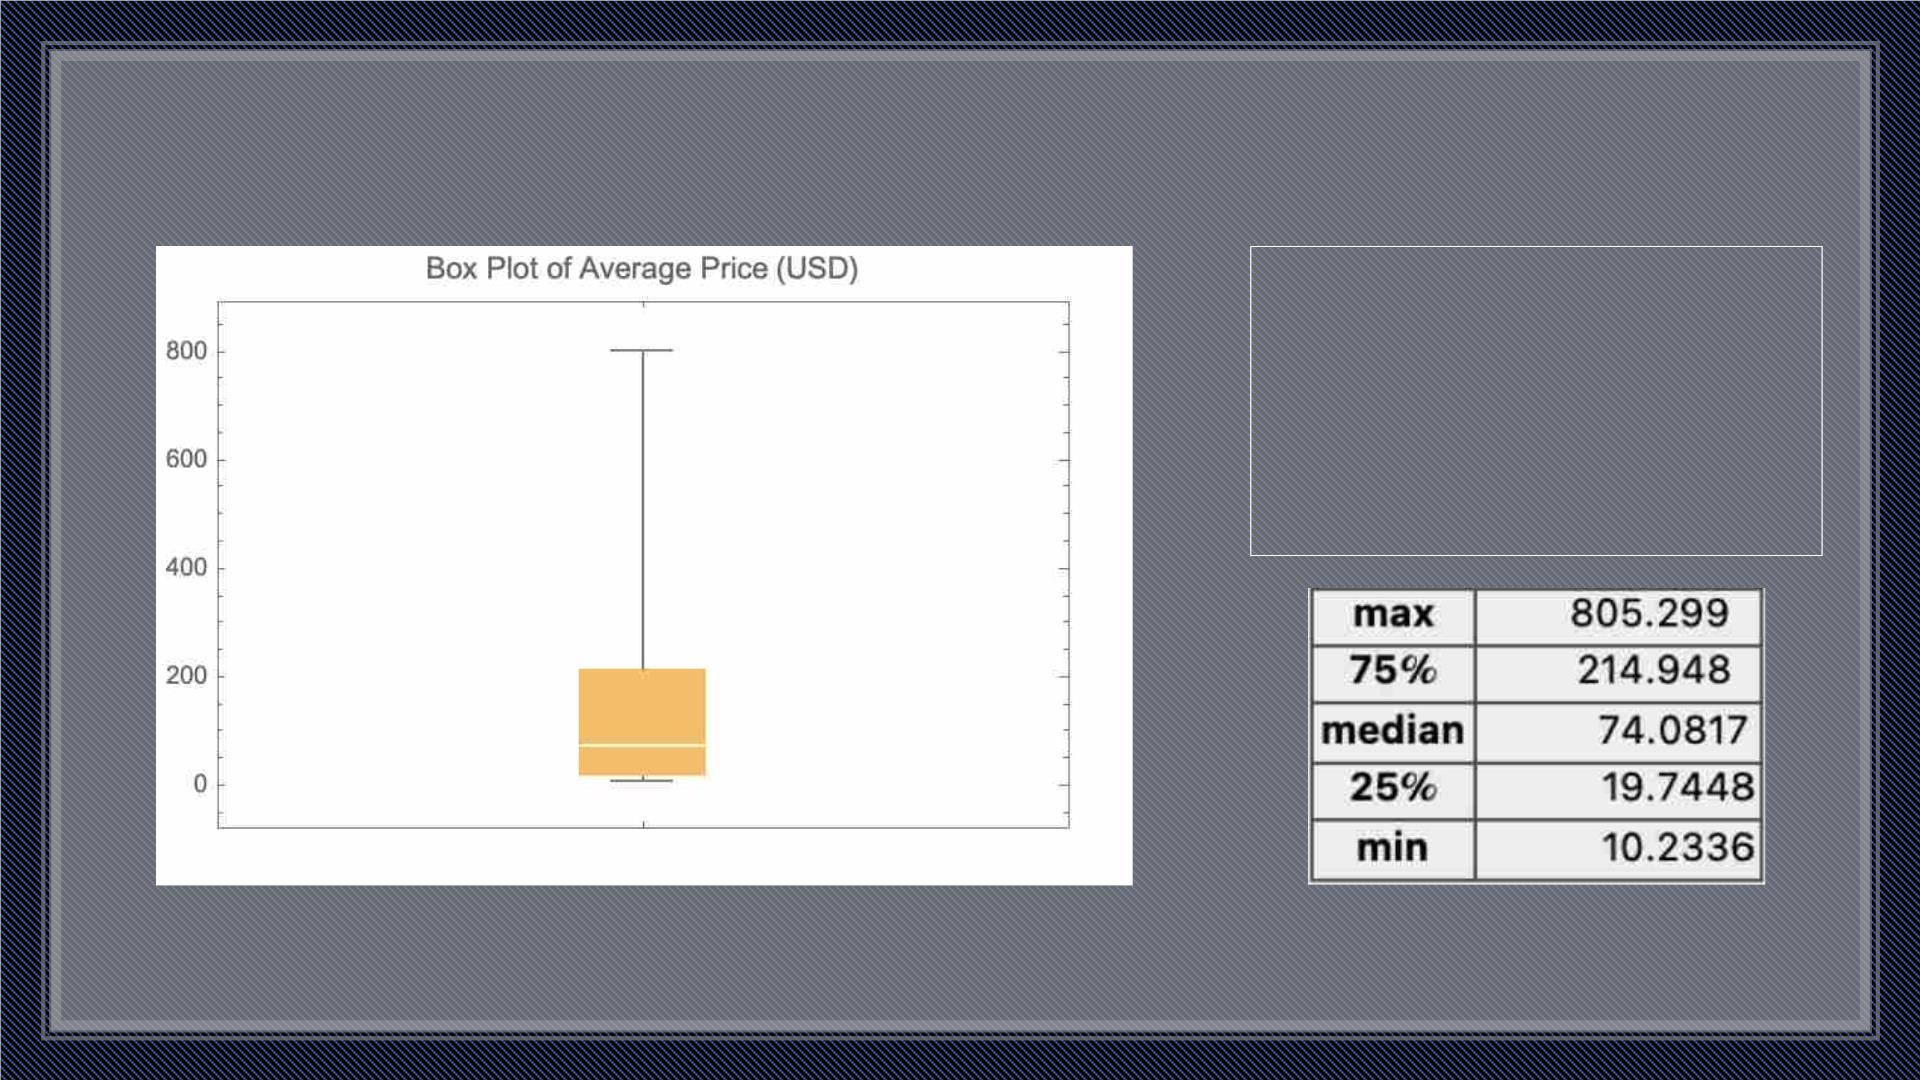 Box Plot of Average Price (USD)
800
600
400
200
0
max 805.299
75% 214.948
median 74.0817
25% 19.7448
min 10.2336